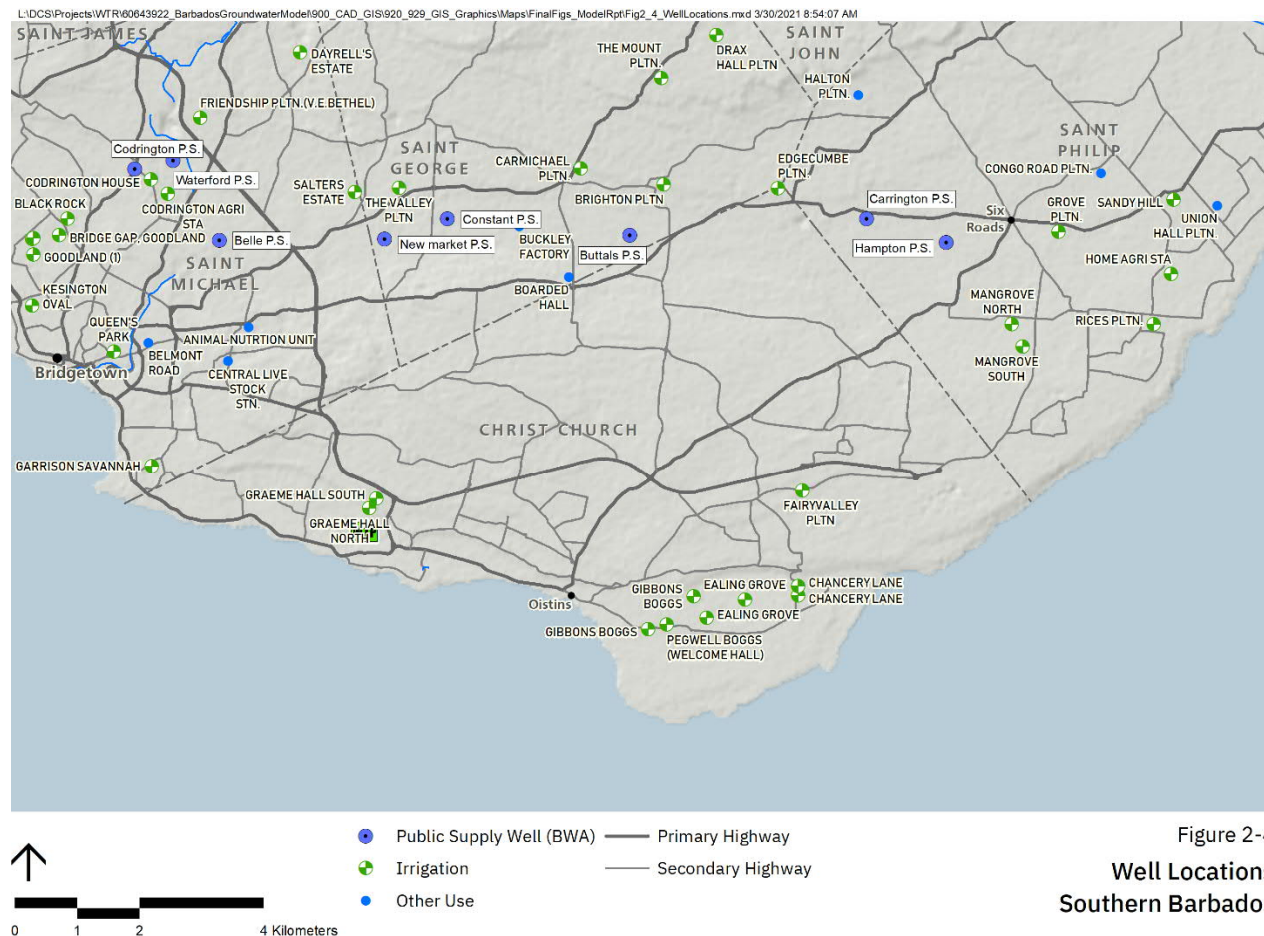 L:\DCS\Projects\WTR\60643922_BarbadosGroundwaterModel\900_CAD_GIS\920_929_GIS_Graphics\Maps\FinalFigs_ModelRpt\Fig2_4_WellLocations.mxd 3/30/2021 8:54:07 AM
SAINT JAMES
DAYRELL'S
ESTATE
THE MOUNT
PLTN.
DRAX
HALL PLTN
SAINT
JOHN
HALTON
PLTN.
FRIENDSHIP PLTN.(V.E.BETHEL)
SAINT
PHILIP
Codrington P.S.
SAINT
GEORGE
CARMICHAEL
PLTN.
EDGECUMBE
PLTN.
CONGO ROAD PLTN.
CODRINGTON HOUSE
Waterford P.S.
SALTERS
ESTATE
THE VALLEY
PLTN
BRIGHTON PLTN
Carrington P.S.
GROVE
PLTN.
SANDY HILL
UNION
HALL PLTN.
BLACK ROCK
CODRINGTON AGRI
STA
Constant P.S.
Six
Roads
BRIDGE GAP, GOODLAND
Belle P.S.
New market P.S.
BUCKLEY
FACTORY
Buttals P.S.
Hampton P.S.
GOODLAND (1)
SAINT
MICHAEL
HOME AGRI STA
KESINGTON
OVAL
BOARDED
HALL
MANGROVE
NORTH
RICES PLTN.
QUEEN'S
PARK
ANIMAL NUTRTION UNIT
BELMONT
ROAD
MANGROVE
SOUTH
Bridgetown
CENTRAL LIVE
STOCK
STN.
CHRIST CHURCH
GARRISON SAVANNAH
GRAEME HALL SOUTH
FAIRYVALLEY
PLTN
GRAEME HALL
NORTH
GIBBONS
BOGGS
EALING GROVE
CHANCERY LANE
CHANCERY LANE
Oistins
EALING GROVE
GIBBONS BOGGS
PEGWELL BOGGS
(WELCOME HALL)
Public Supply Well (BWA)
Primary Highway
Irrigation
Secondary Highway
Other Use
0 1 2 4 Kilometers
Figure 2-
Well Location
Southern Barbado